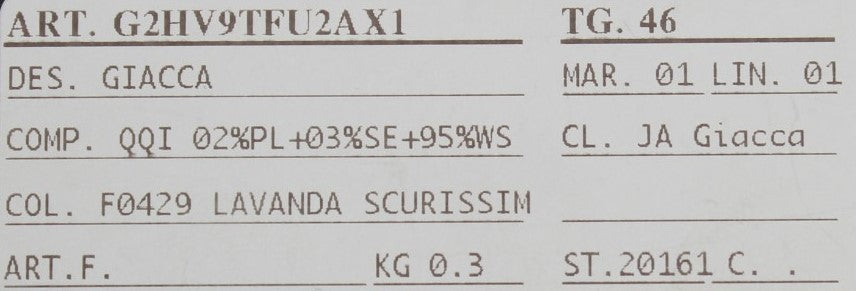 ART. G2HV9TFU2AX1 TG. 46
DES. GIACCA MAR. 01 LIN. 01
COMP. QQI 02%PL+03%SE+95%WS CL. JA Giacca
COL. F0429 LAVANDA SCURISSIM
ART.F. KG 0.3 ST.20161 C. .